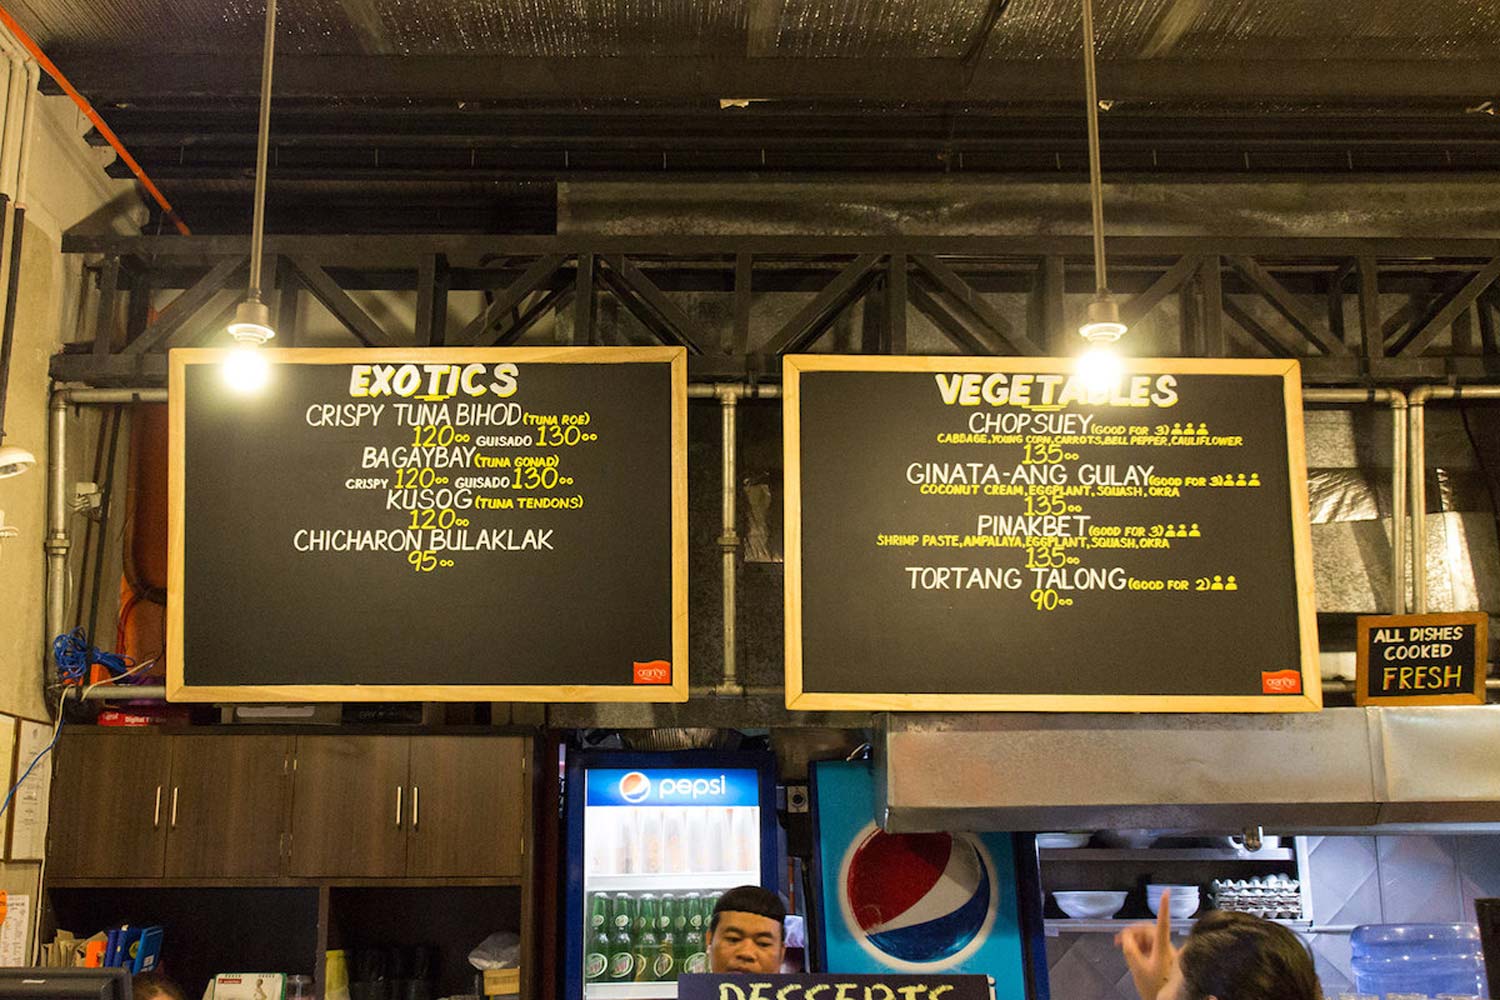 EXOTICS
CRISPY TUNA BIHOD (TUNA ROE)
120.00 GUISADO 130.00
BAGAYBAY (TUNA GONAD)
CRISPY 120.00 GUISADO 130.00
KUSOG (TUNA TENDONS)
120.00
CHICHARON BULAKLAK
95.00
orange
VEGETABLES
CHOPSUEY (GOOD FOR 3)
CABBAGE, YOUNG CORN, CARROTS, BELL PEPPER, CAULIFLOWER
135.00
GINATA-ANG GULAY (GOOD FOR 3)
COCONUT CREAM, EGGPLANT, SQUASH, OKRA
135.00
PINAKBET (GOOD FOR 3)
SHRIMP PASTE, AMPALAYA, EGGPLANT, SQUASH, OKRA
135.00
TORTANG TALONG (GOOD FOR 2)
90.00
orange
ALL DISHES
COOKED
FRESH
pepsi
DESSERTS